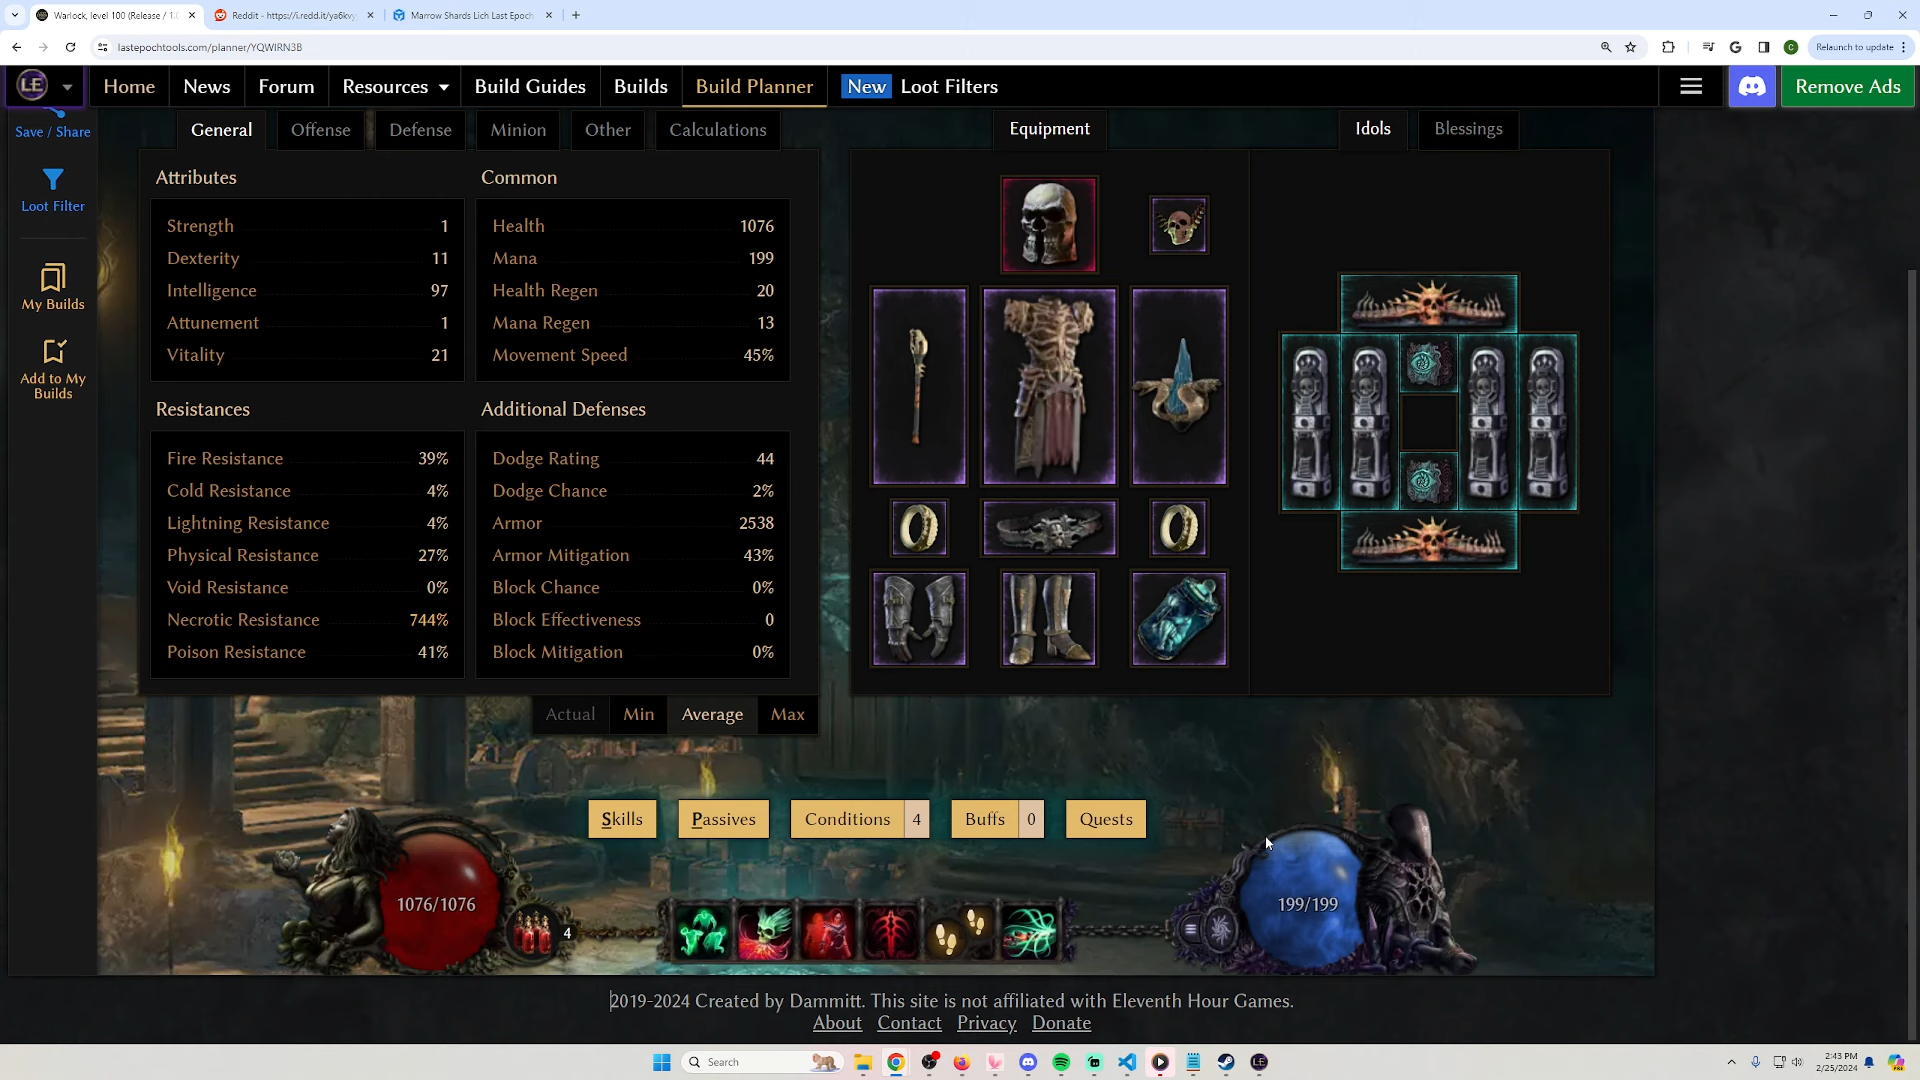 Warlock, level 100 (Release / 1.
Reddit - https://i.redd.it/ya6kvy
Marrow Shards Lich Last Epoch
lastepochtools.com/planner/YQWIRN3B
Relaunch to update
LE
Home
News
Forum
Resources
Build Guides
Builds
Build Planner
New Loot Filters
Remove Ads
Save / Share
Loot Filter
My Builds
Add to My
Builds
General
Offense
Defense
Minion
Other
Calculations
Attributes
Strength 1
Dexterity 11
Intelligence 97
Attunement 1
Vitality 21
Common
Health 1076
Mana 199
Health Regen 20
Mana Regen 13
Movement Speed 45%
Resistances
Fire Resistance 39%
Cold Resistance 4%
Lightning Resistance 4%
Physical Resistance 27%
Void Resistance 0%
Necrotic Resistance 744%
Poison Resistance 41%
Additional Defenses
Dodge Rating 44
Dodge Chance 2%
Armor 2538
Armor Mitigation 43%
Block Chance 0%
Block Effectiveness 0
Block Mitigation 0%
Actual
Min
Average
Max
Equipment
Idols
Blessings
Skills
Passives
Conditions 4
Buffs 0
Quests
1076/1076
4
199/199
2019-2024 Created by Dammitt. This site is not affiliated with Eleventh Hour Games.
About Contact Privacy Donate
Search
2:43 PM
2/25/2024